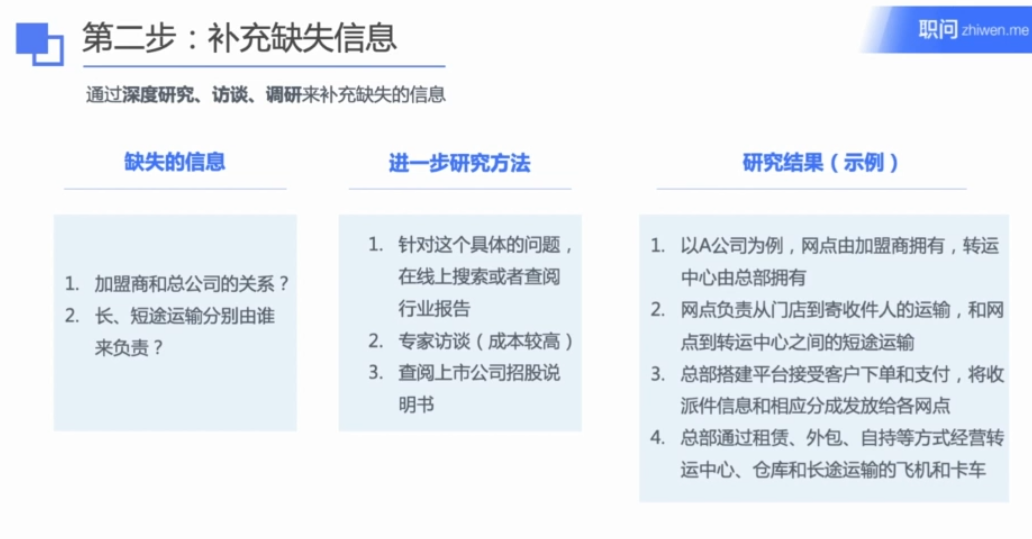 第二步：补充缺失信息
职问 zhiwen.me
通过深度研究、访谈、调研来补充缺失的信息
缺失的信息
1. 加盟商和总公司的关系？
2. 长、短途运输分别由谁
来负责？
进一步研究方法
1. 针对这个具体的问题，
在线上搜索或者查阅
行业报告
2. 专家访谈（成本较高）
3. 查阅上市公司招股说
明书
研究结果（示例）
1. 以A公司为例，网点由加盟商拥有，转运
中心由总部拥有
2. 网点负责从门店到寄收件人的运输，和网
点到转运中心之间的短途运输
3. 总部搭建平台接受客户下单和支付，将收
派件信息和相应分成发放给各网点
4. 总部通过租赁、外包、自持等方式经营转
运中心、仓库和长途运输的飞机和卡车